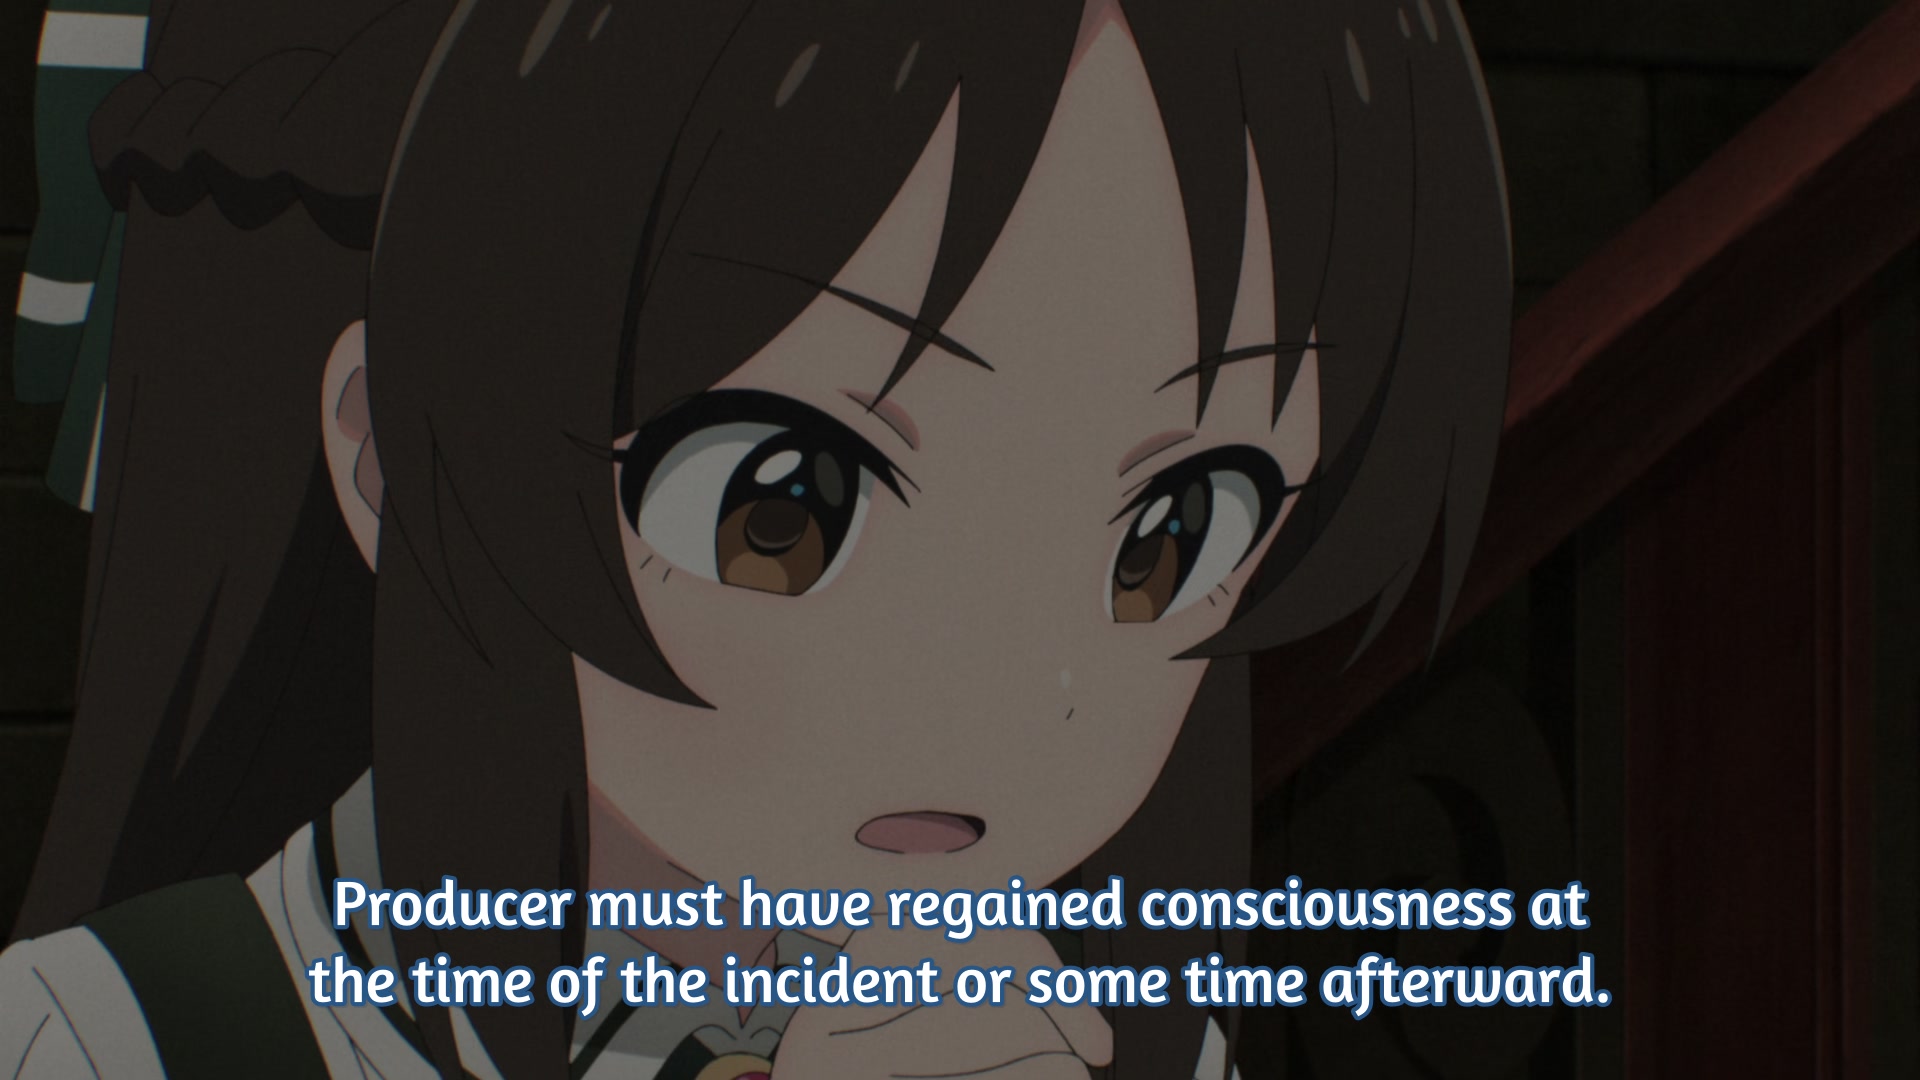 Producer must have regained consciousness at
the time of the incident or some time afterward.